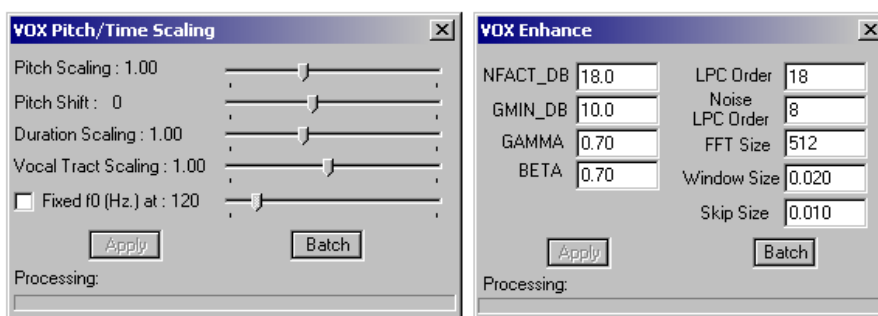 VOX Pitch/Time Scaling
Pitch Scaling : 1.00
Pitch Shift : 0
Duration Scaling : 1.00
Vocal Tract Scaling : 1.00
Fixed f0 (Hz.) at : 120
Apply Batch
Processing:
VOX Enhance
NFACT_DB 18.0 LPC Order 18
GMIN_DB 10.0 Noise LPC Order 8
GAMMA 0.70 FFT Size 512
BETA 0.70 Window Size 0.020
Skip Size 0.010
Apply Batch
Processing: